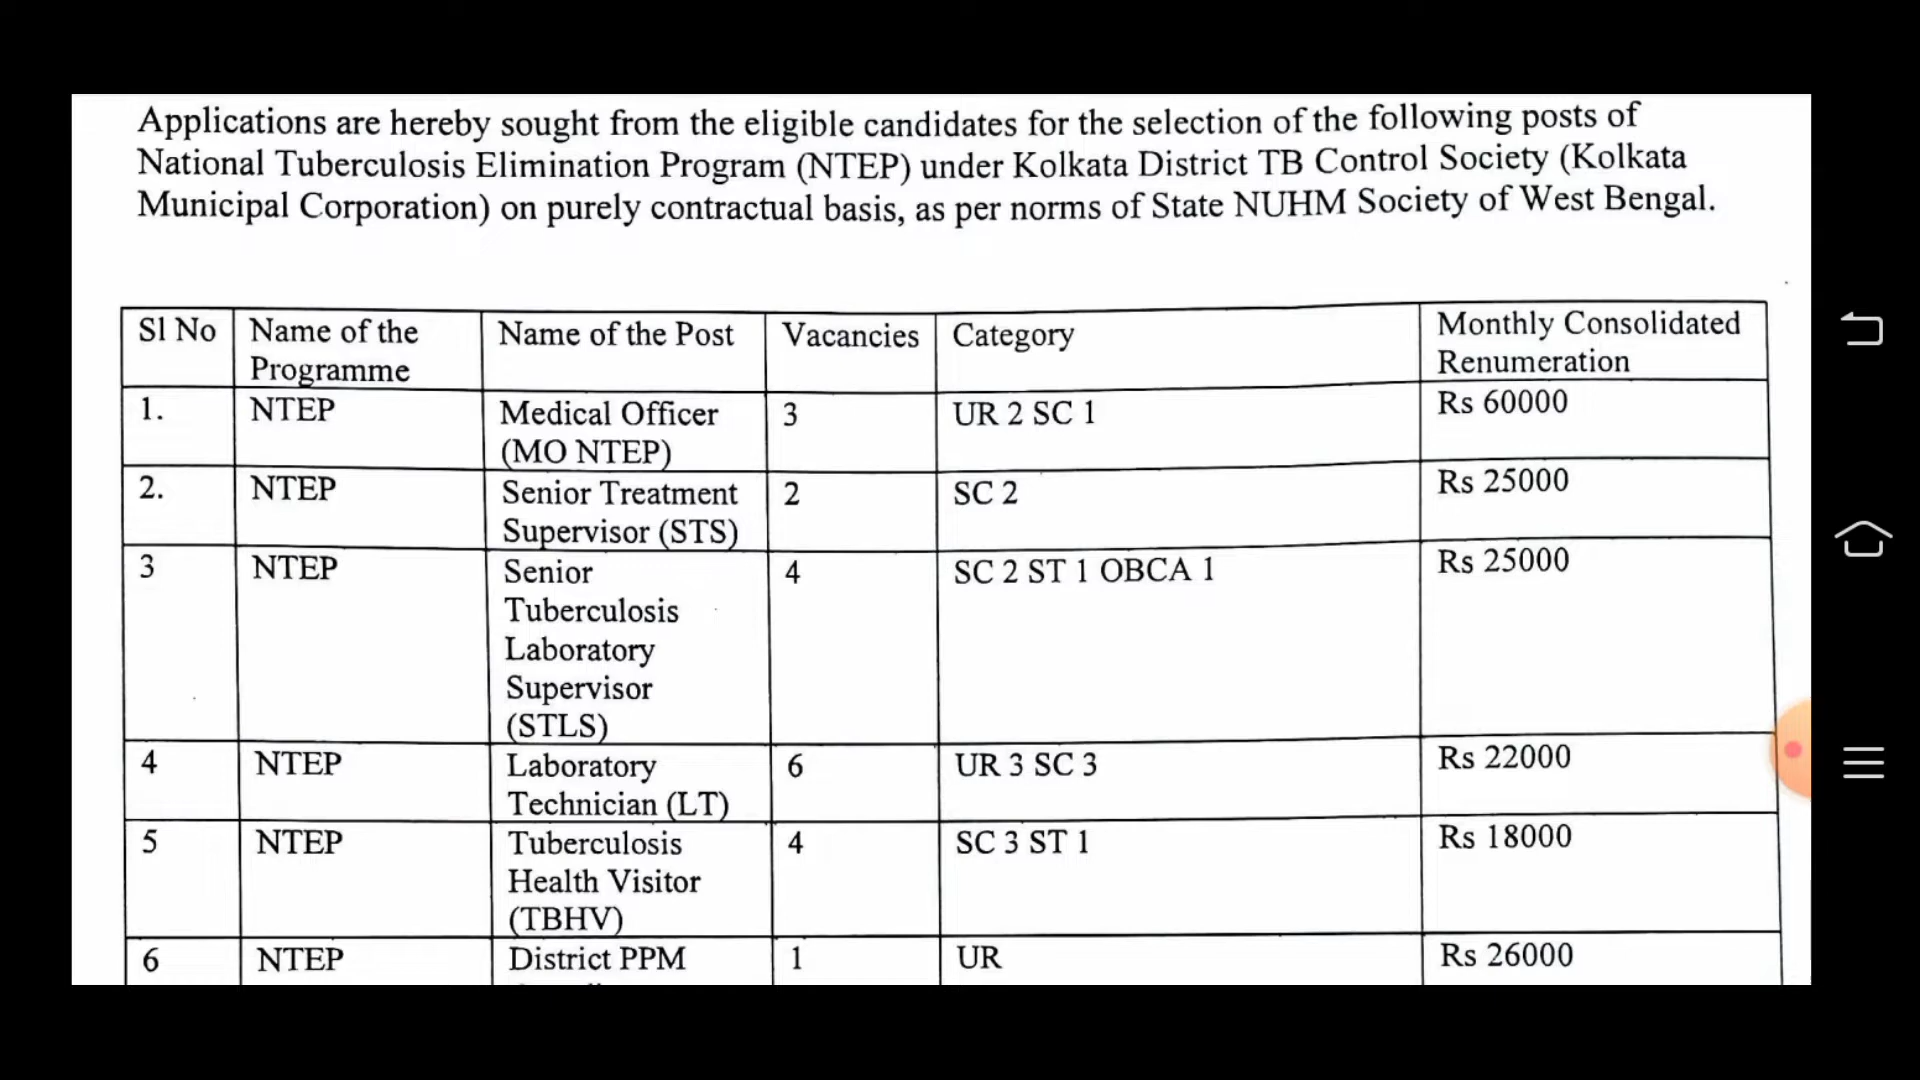 Applications are hereby sought from the eligible candidates for the selection of the following posts of
National Tuberculosis Elimination Program (NTEP) under Kolkata District TB Control Society (Kolkata
Municipal Corporation) on purely contractual basis, as per norms of State NUHM Society of West Bengal.
Sl No Name of the Programme Name of the Post Vacancies Category Monthly Consolidated Renumeration
1. NTEP Medical Officer (MO NTEP) 3 UR 2 SC 1 Rs 60000
2. NTEP Senior Treatment Supervisor (STS) 2 SC 2 Rs 25000
3 NTEP Senior Tuberculosis Laboratory Supervisor (STLS) 4 SC 2 ST 1 OBCA 1 Rs 25000
4 NTEP Laboratory Technician (LT) 6 UR 3 SC 3 Rs 22000
5 NTEP Tuberculosis Health Visitor (TBHV) 4 SC 3 ST 1 Rs 18000
6 NTEP District PPM 1 UR Rs 26000